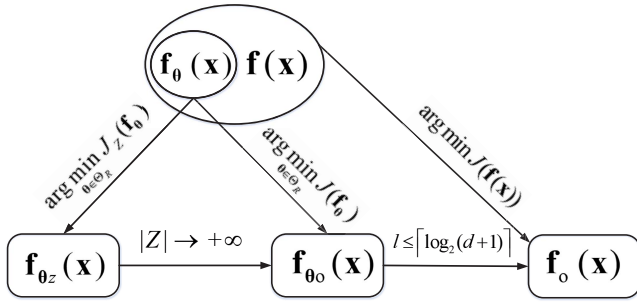 f_θ(x) f(x)
arg min J_Z(f_θ)
θ∈Θ_R
arg min J(f_θ)
θ∈Θ_R
arg min J(f(x))
|Z| → +∞
l ≤ ⌈log₂(d+1)⌉
f_θz(x)
f_θo(x)
f_o(x)